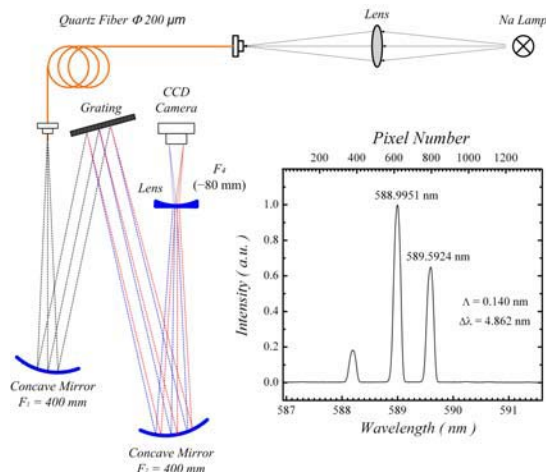 Quartz Fiber Φ 200 μm
Lens
Na Lamp
Grating
CCD
Camera
F₄
(−80 mm)
Lens
Concave Mirror
F₁ = 400 mm
Concave Mirror
F₂ = 400 mm
Pixel Number
200 400 600 800 1000 1200
588.9951 nm
589.5924 nm
Λ = 0.140 nm
Δλ = 4.862 nm
Intensity ( a.u. )
1.0
0.8
0.6
0.4
0.2
0.0
587 588 589 590 591
Wavelength ( nm )